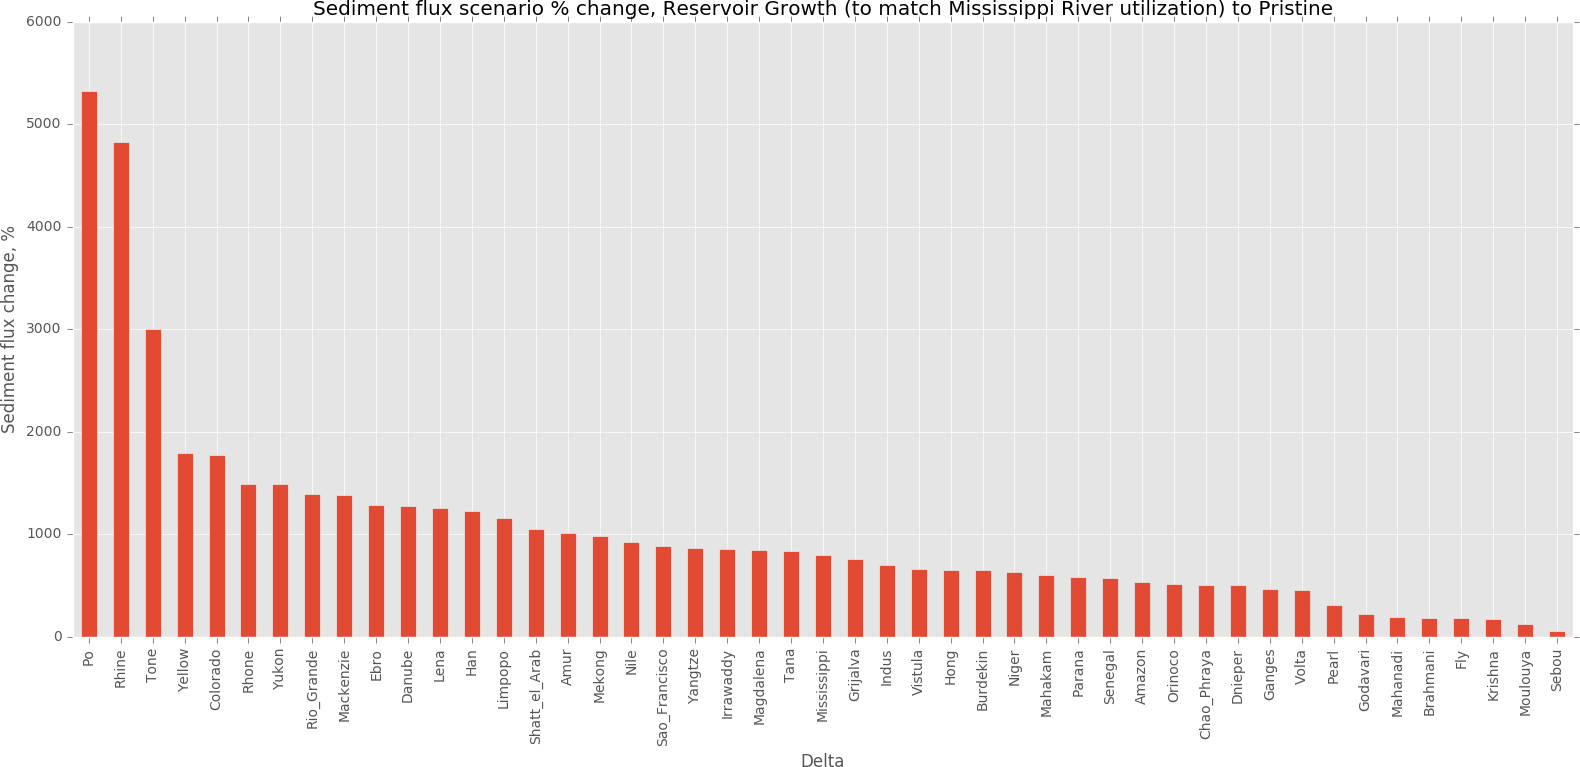 Sediment flux scenario % change, Reservoir Growth (to match Mississippi River utilization) to Pristine
6000
5000
4000
3000
2000
1000
0
Sediment flux change, %
Po
Rhine
Tone
Yellow
Colorado
Rhone
Yukon
Rio_Grande
Mackenzie
Ebro
Danube
Lena
Han
Limpopo
Shatt_el_Arab
Amur
Mekong
Nile
Sao_Francisco
Yangtze
Irrawaddy
Magdalena
Tana
Mississippi
Grijalva
Indus
Vistula
Hong
Burdekin
Niger
Mahakam
Parana
Senegal
Amazon
Orinoco
Chao_Phraya
Dnieper
Ganges
Volta
Pearl
Godavari
Mahanadi
Brahmani
Fly
Krishna
Moulouya
Sebou
Delta